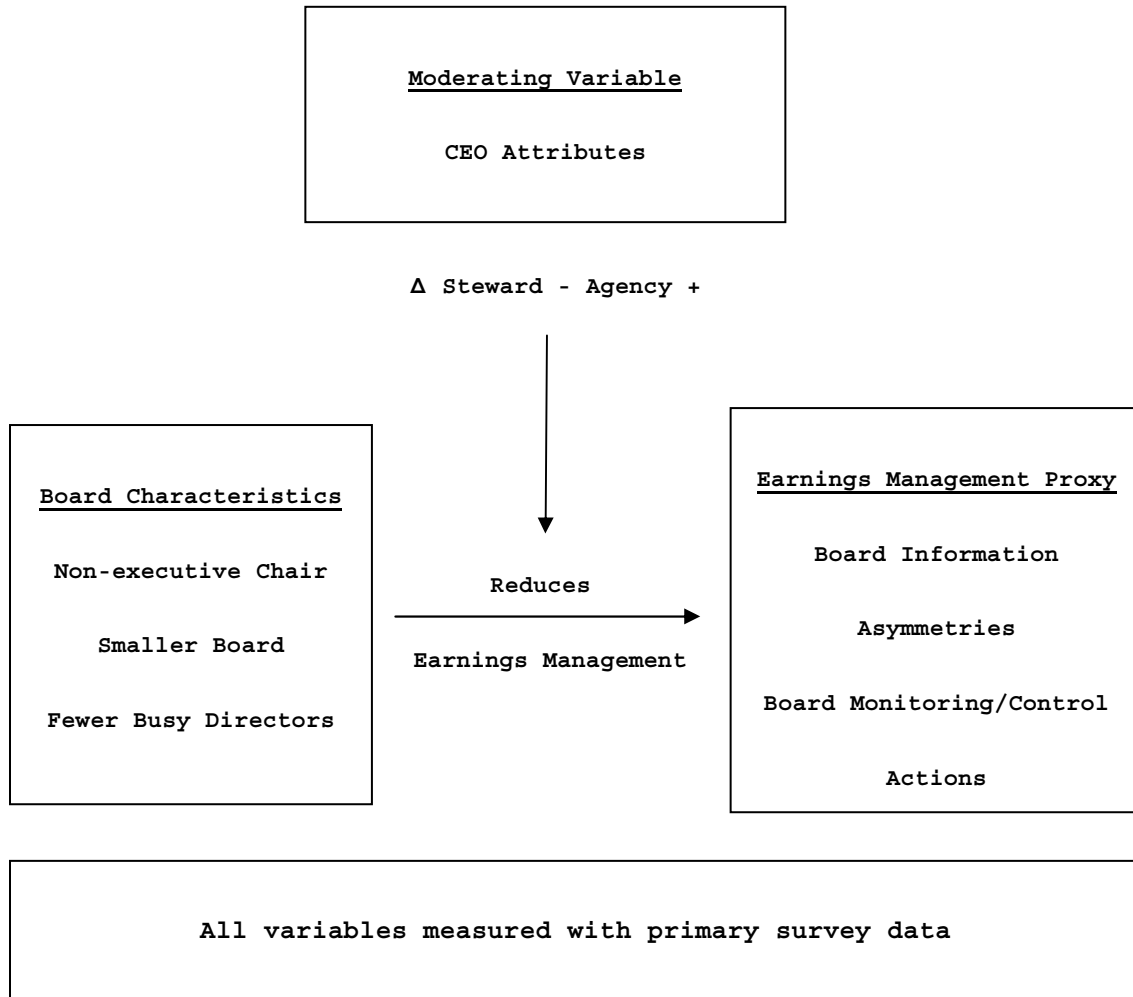 Moderating Variable
CEO Attributes
Δ Steward - Agency +
Board Characteristics
Non-executive Chair
Smaller Board
Fewer Busy Directors
Reduces
Earnings Management
Earnings Management Proxy
Board Information
Asymmetries
Board Monitoring/Control
Actions
All variables measured with primary survey data